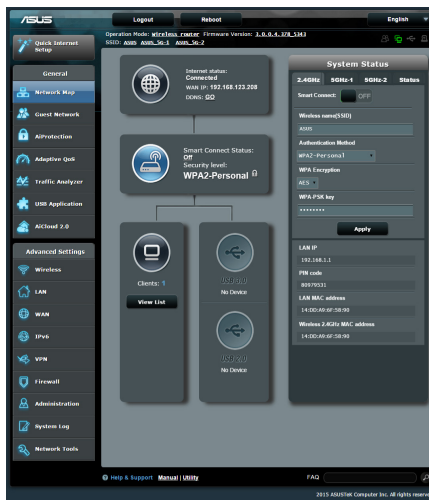 ASUS
Logout
Reboot
English
Quick Internet Setup
Operation Mode: Wireless router Firmware Version: 3.0.0.4_378_5343
SSID: ASUS ASUS_5G-1 ASUS_5G-2
General
Network Map
Guest Network
AiProtection
Adaptive QoS
Traffic Analyzer
USB Application
AiCloud 2.0
Advanced Settings
Wireless
LAN
WAN
IPv6
VPN
Firewall
Administration
System Log
Network Tools
Internet status:
Connected
WAN IP: 192.168.123.208
DDNS: GO
Smart Connect Status:
Off
Security level:
WPA2-Personal
Clients: 1
View List
No Device
No Device
System Status
2.4GHz 5GHz-1 5GHz-2 Status
Smart Connect: OFF
Wireless name(SSID)
ASUS
Authentication Method
WPA2-Personal
WPA Encryption
AES
WPA-PSK key
••••••••
Apply
LAN IP
192.168.1.1
PIN code
80979531
LAN MAC address
14:DD:A9:6F:58:90
Wireless 2.4GHz MAC address
14:DD:A9:6F:58:90
Help & Support Manual | Utility
FAQ
2015 ASUSTeK Computer Inc. All rights reserve